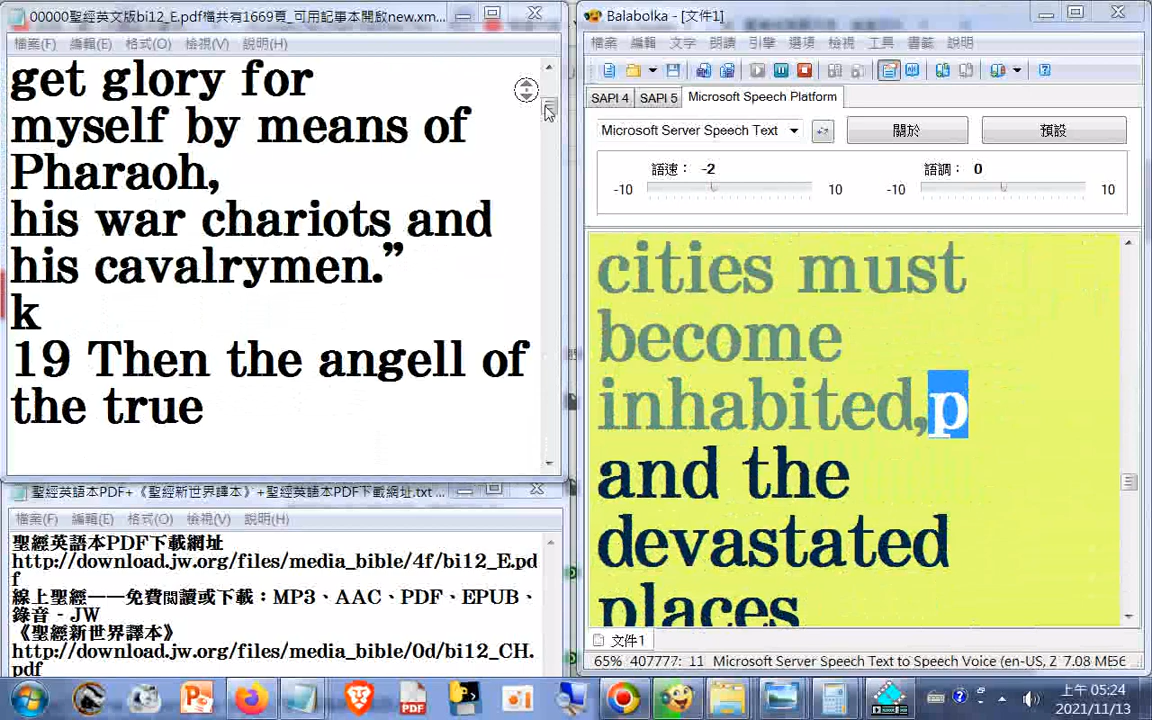 00000聖經英文版bi12_E.pdf檔共有1669頁_可用記事本開啟new.xm...
檔案(F) 編輯(E) 格式(O) 檢視(V) 說明(H)
get glory for
myself by means of
Pharaoh,
his war chariots and
his cavalrymen.”
k
19 Then the angell of
the true
聖經英語本PDF+《聖經新世界譯本》+聖經英語本PDF下載網址.txt ...
檔案(F) 編輯(E) 格式(O) 檢視(V) 說明(H)
聖經英語本PDF下載網址
http://download.jw.org/files/media_bible/4f/bi12_E.pd
f
線上聖經——免費閱讀或下載：MP3、AAC、PDF、EPUB、
錄音 - JW
《聖經新世界譯本》
http://download.jw.org/files/media_bible/0d/bi12_CH.
pdf
Balabolka - [文件1]
檔案 編輯 文字 朗讀 引擎 選項 檢視 工具 書籤 說明
SAPI 4 SAPI 5 Microsoft Speech Platform
Microsoft Server Speech Text 關於 預設
語速： -2 語調： 0
-10 10 -10 10
cities must
become
inhabited,p
and the
devastated
places
文件1
65% 407777: 11 Microsoft Server Speech Text to Speech Voice (en-US, Z 7.08 ME
上午 05:24
2021/11/13